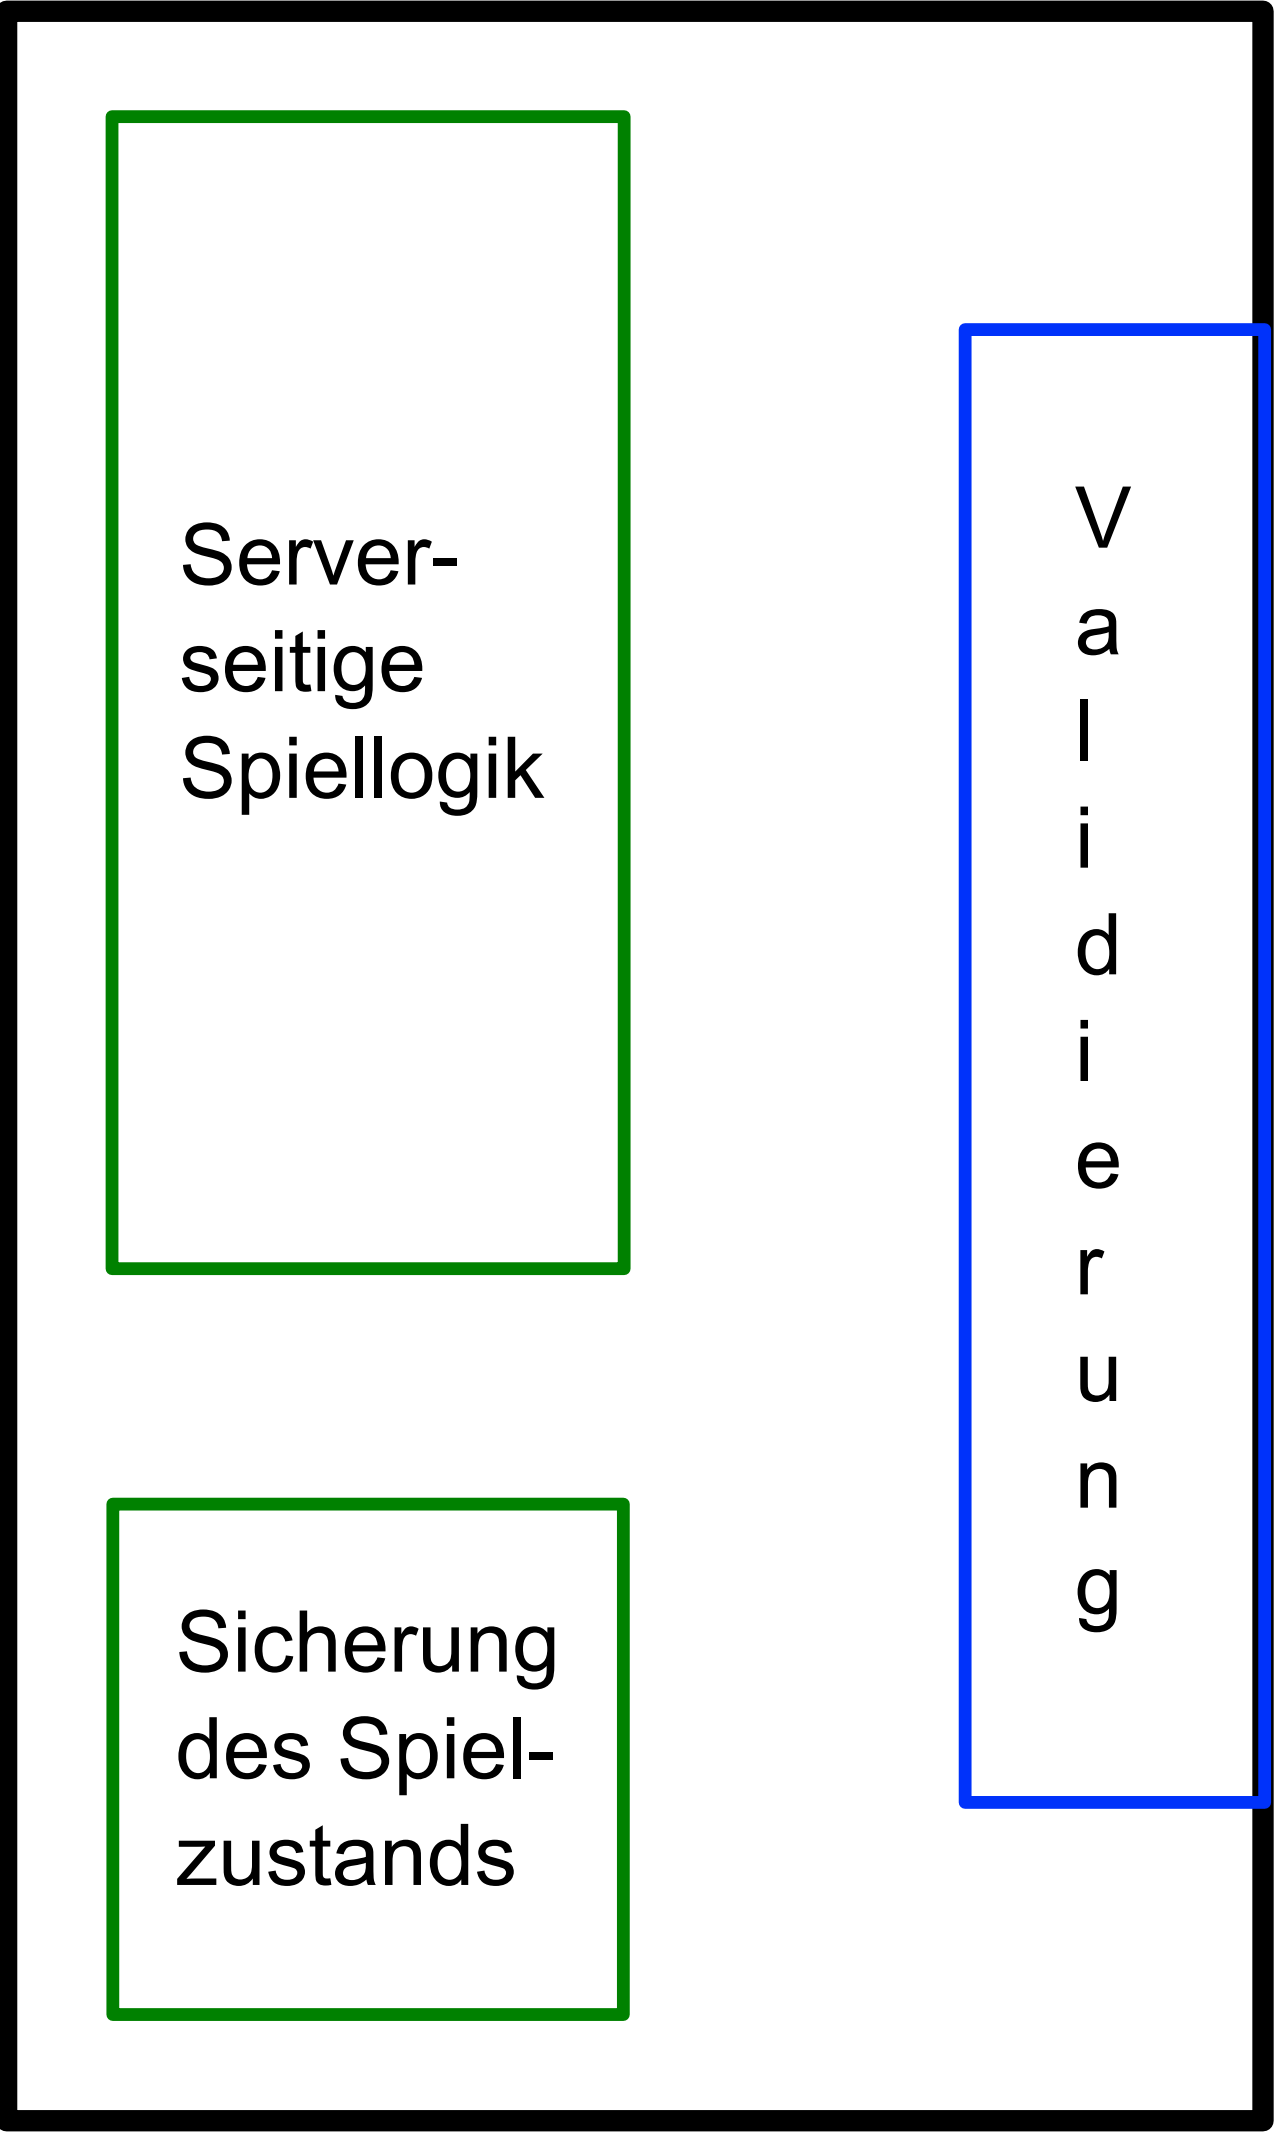 Server-
seitige
Spiellogik
Sicherung
des Spiel-
zustands
V
a
l
i
d
i
e
r
u
n
g